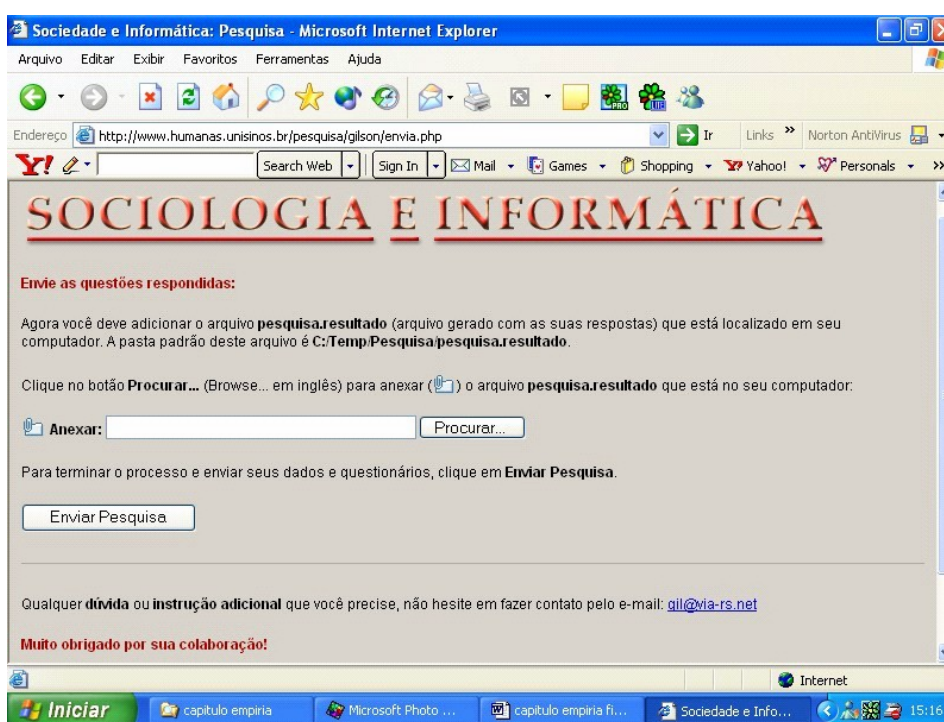 Sociedade e Informática: Pesquisa - Microsoft Internet Explorer
Arquivo Editar Exibir Favoritos Ferramentas Ajuda
Endereço http://www.humanas.unisinos.br/pesquisa/gilson/envia.php Ir Links » Norton AntiVirus
Y! Search Web Sign In Mail Games Shopping Yahoo! Personals »
SOCIOLOGIA E INFORMÁTICA
Envie as questões respondidas:
Agora você deve adicionar o arquivo pesquisa.resultado (arquivo gerado com as suas respostas) que está localizado em seu
computador. A pasta padrão deste arquivo é C:/Temp/Pesquisa/pesquisa.resultado.
Clique no botão Procurar... (Browse... em inglês) para anexar ( ) o arquivo pesquisa.resultado que está no seu computador:
Anexar: Procurar...
Para terminar o processo e enviar seus dados e questionários, clique em Enviar Pesquisa.
Enviar Pesquisa
Qualquer dúvida ou instrução adicional que você precise, não hesite em fazer contato pelo e-mail: gil@via-rs.net
Muito obrigado por sua colaboração!
Internet
Iniciar capitulo empiria Microsoft Photo ... capitulo empiria fi... Sociedade e Info... 15:16